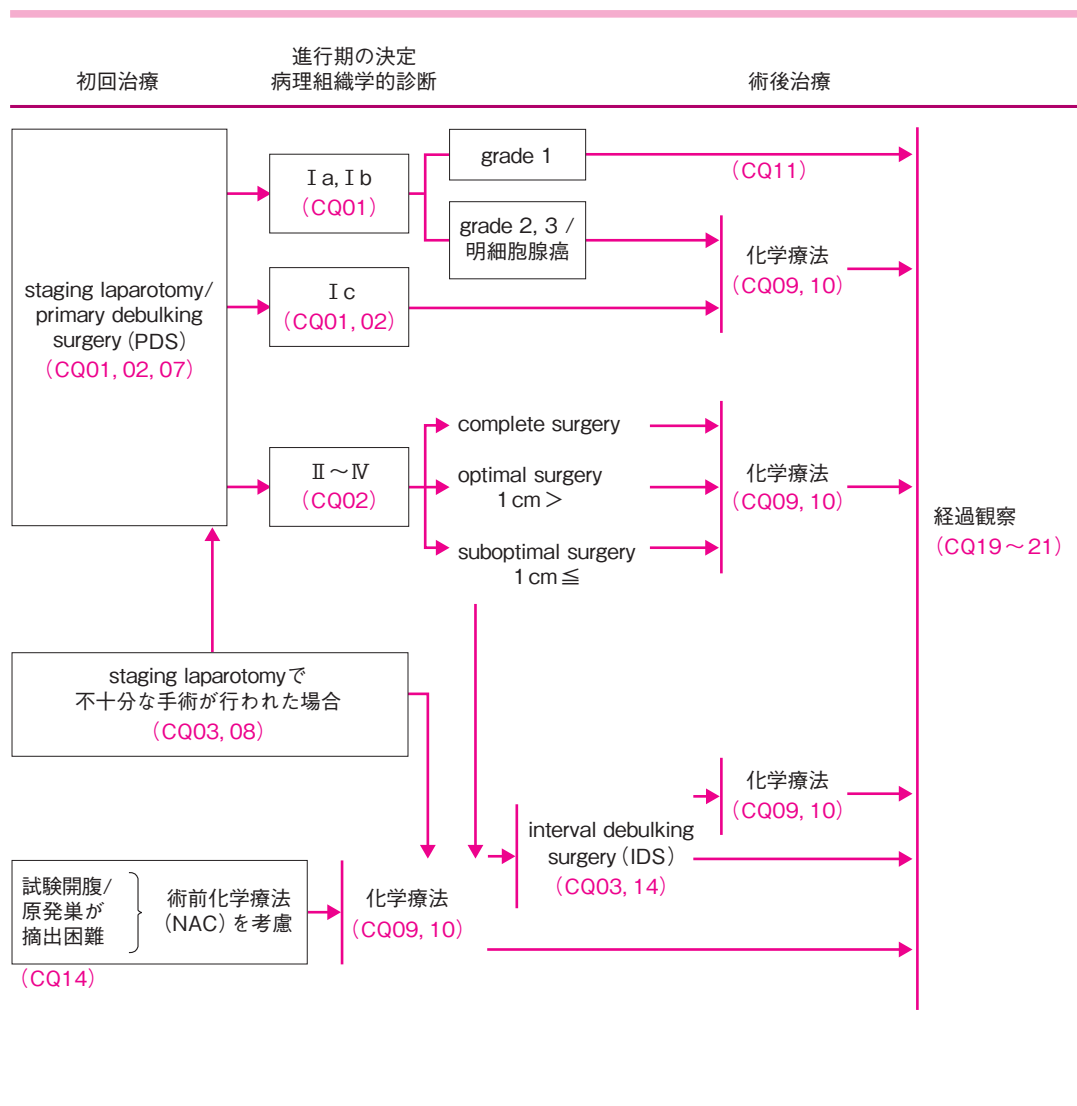 初回治療
進行期の決定
病理組織学的診断
術後治療
staging laparotomy/
primary debulking
surgery(PDS)
(CQ01, 02, 07)
Ⅰa,Ⅰb
(CQ01)
grade 1
(CQ11)
grade 2, 3 /
明細胞腺癌
化学療法
(CQ09, 10)
Ⅰc
(CQ01, 02)
Ⅱ～Ⅳ
(CQ02)
complete surgery
optimal surgery
1cm＞
suboptimal surgery
1cm≦
化学療法
(CQ09, 10)
経過観察
(CQ19～21)
staging laparotomyで
不十分な手術が行われた場合
(CQ03, 08)
試験開腹/
原発巣が
摘出困難
術前化学療法
(NAC)を考慮
(CQ14)
化学療法
(CQ09, 10)
interval debulking
surgery(IDS)
(CQ03, 14)
化学療法
(CQ09, 10)